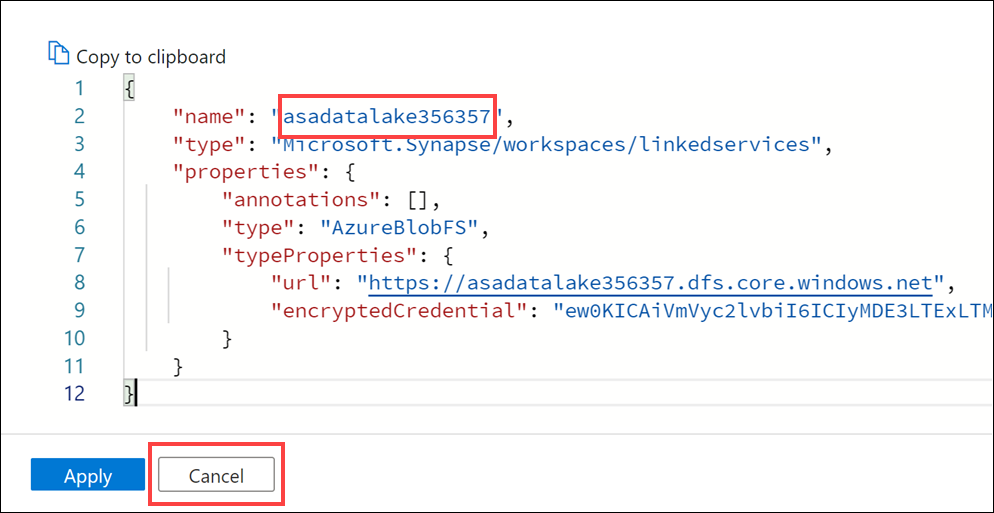 Copy to clipboard
1 {
2 "name": "asadatalake356357",
3 "type": "Microsoft.Synapse/workspaces/linkedservices",
4 "properties": {
5 "annotations": [],
6 "type": "AzureBlobFS",
7 "typeProperties": {
8 "url": "https://asadatalake356357.dfs.core.windows.net",
9 "encryptedCredential": "ew0KICAiVmVyc2lvbiI6ICIyMDE3LTExLTM
10 }
11 }
12 }
Apply Cancel